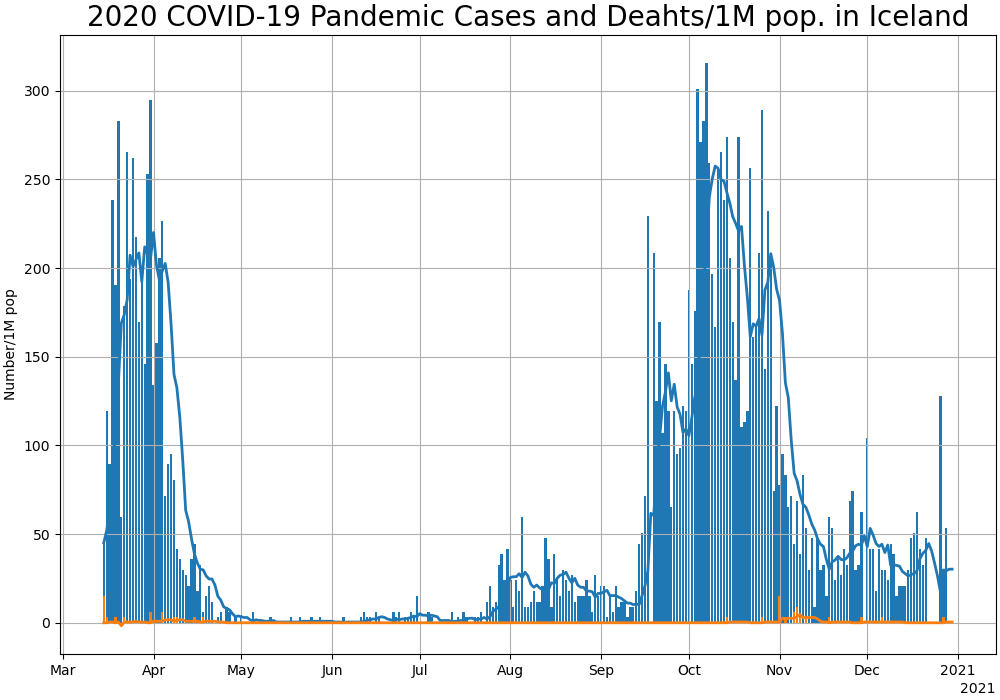 2020 COVID-19 Pandemic Cases and Deahts/1M pop. in Iceland
Number/1M pop
300
250
200
150
100
50
0
Mar Apr May Jun Jul Aug Sep Oct Nov Dec 2021
2021